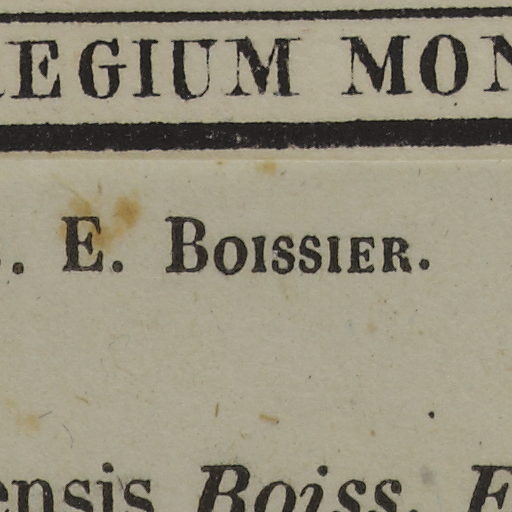 EGIUM MON
. E. BOISSIER.
ensis Boiss.